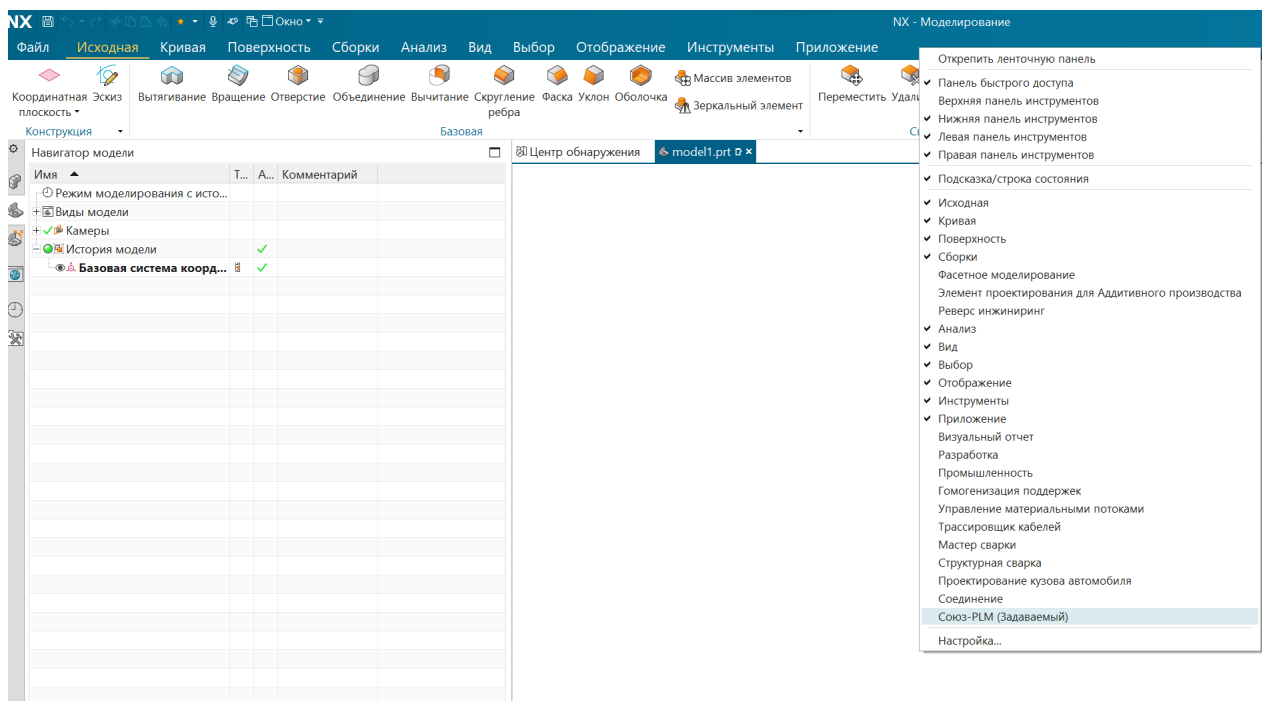 NX
Окно
NX - Моделирование
Файл Исходная Кривая Поверхность Сборки Анализ Вид Выбор Отображение Инструменты Приложение
Координатная плоскость
Эскиз
Вытягивание
Вращение
Отверстие
Объединение
Вычитание
Скругление ребра
Фаска
Уклон
Оболочка
Массив элементов
Зеркальный элемент
Переместить
Конструкция
Базовая
Навигатор модели
Имя Т... А... Комментарий
Режим моделирования с исто...
Виды модели
Камеры
История модели
Базовая система коорд...
Центр обнаружения
model1.prt
Открепить ленточную панель
Панель быстрого доступа
Верхняя панель инструментов
Нижняя панель инструментов
Левая панель инструментов
Правая панель инструментов
Подсказка/строка состояния
Исходная
Кривая
Поверхность
Сборки
Фасетное моделирование
Элемент проектирования для Аддитивного производства
Реверс инжиниринг
Анализ
Вид
Выбор
Отображение
Инструменты
Приложение
Визуальный отчет
Разработка
Промышленность
Гомогенизация поддержек
Управление материальными потоками
Трассировщик кабелей
Мастер сварки
Структурная сварка
Проектирование кузова автомобиля
Соединение
Союз-PLM (Задаваемый)
Настройка...